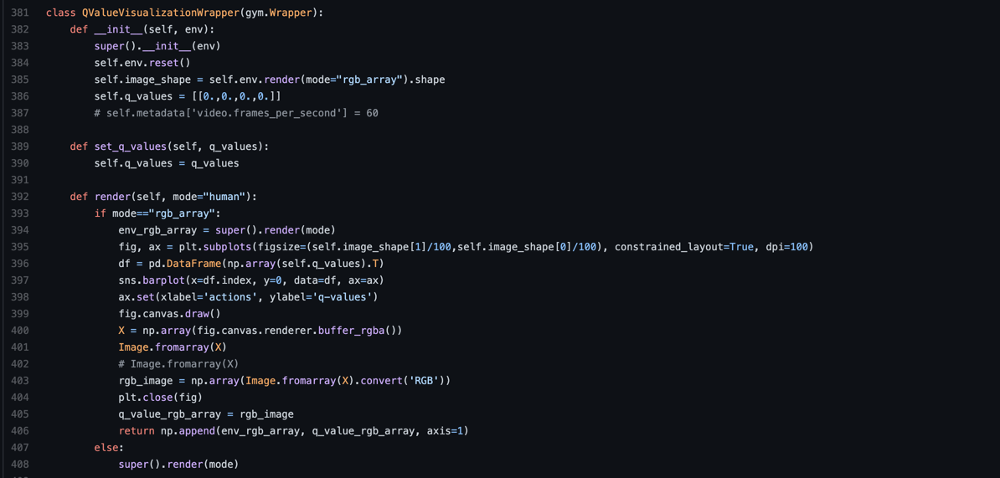 381 class QValueVisualizationWrapper(gym.Wrapper):
382     def __init__(self, env):
383         super().__init__(env)
384         self.env.reset()
385         self.image_shape = self.env.render(mode="rgb_array").shape
386         self.q_values = [[0.,0.,0.,0.]]
387         # self.metadata['video.frames_per_second'] = 60
388
389     def set_q_values(self, q_values):
390         self.q_values = q_values
391
392     def render(self, mode="human"):
393         if mode=="rgb_array":
394             env_rgb_array = super().render(mode)
395             fig, ax = plt.subplots(figsize=(self.image_shape[1]/100,self.image_shape[0]/100), constrained_layout=True, dpi=100)
396             df = pd.DataFrame(np.array(self.q_values).T)
397             sns.barplot(x=df.index, y=0, data=df, ax=ax)
398             ax.set(xlabel='actions', ylabel='q-values')
399             fig.canvas.draw()
400             X = np.array(fig.canvas.renderer.buffer_rgba())
401             Image.fromarray(X)
402             # Image.fromarray(X)
403             rgb_image = np.array(Image.fromarray(X).convert('RGB'))
404             plt.close(fig)
405             q_value_rgb_array = rgb_image
406             return np.append(env_rgb_array, q_value_rgb_array, axis=1)
407         else:
408             super().render(mode)